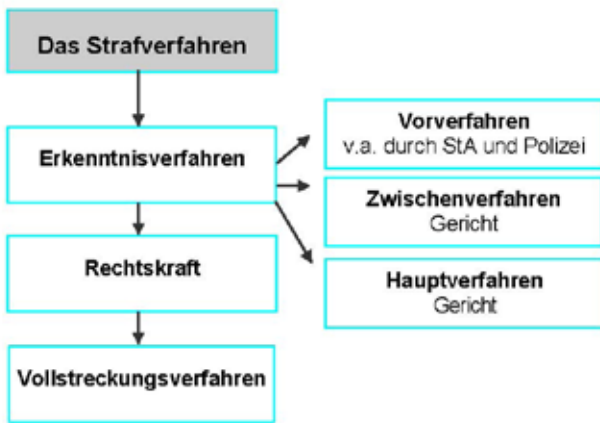 Das Strafverfahren
Erkenntnisverfahren
Vorverfahren
v.a. durch StA und Polizei
Zwischenverfahren
Gericht
Hauptverfahren
Gericht
Rechtskraft
Vollstreckungsverfahren